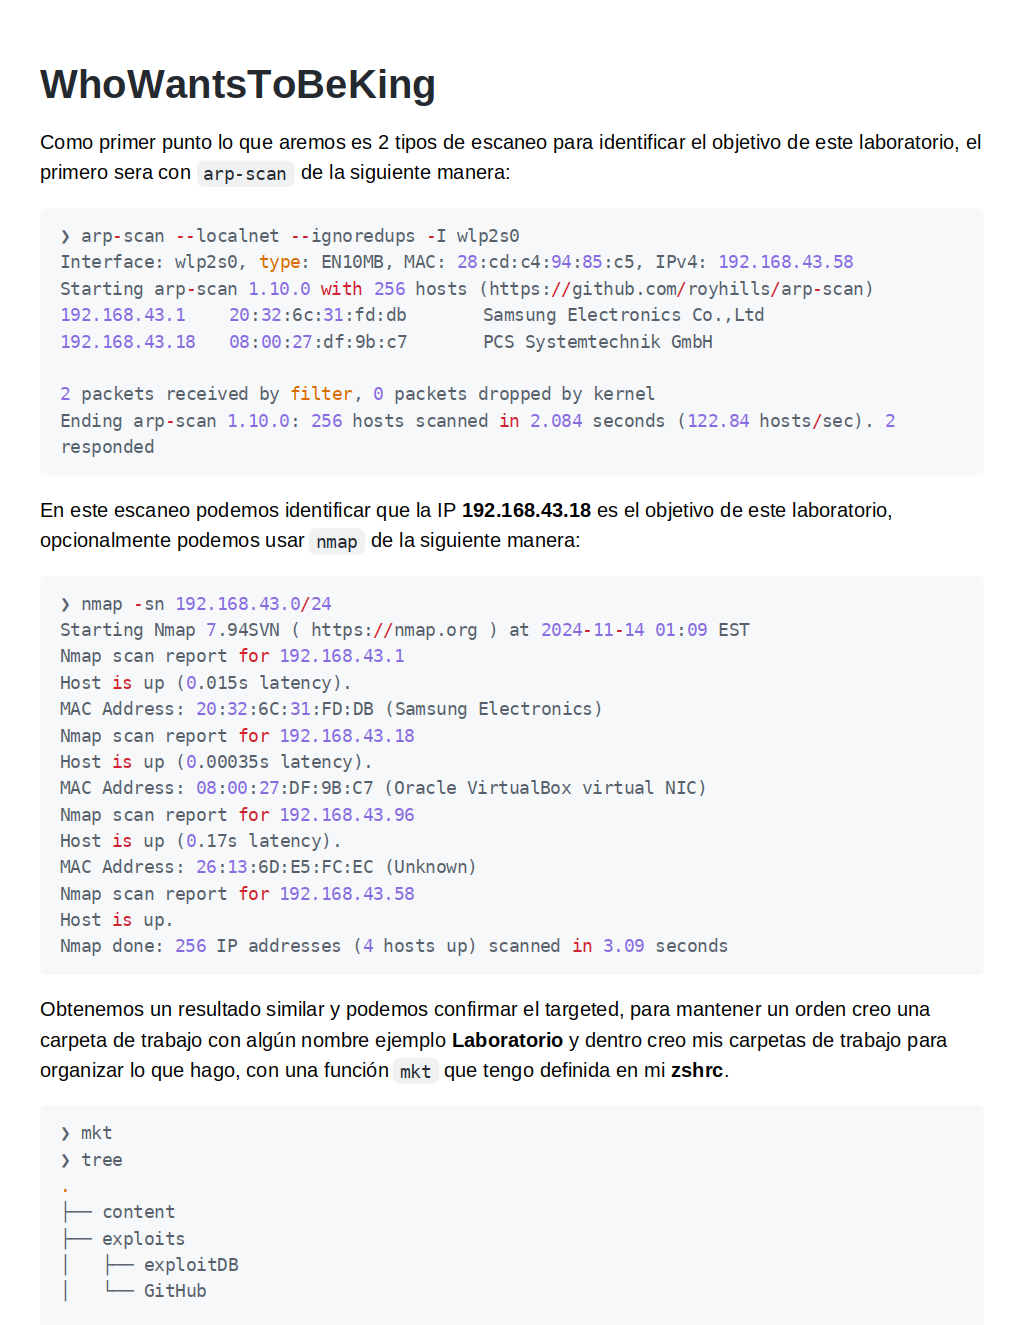 WhoWantsToBeKing
Como primer punto lo que aremos es 2 tipos de escaneo para identificar el objetivo de este laboratorio, el
primero sera con arp-scan de la siguiente manera:
❯ arp-scan --localnet --ignoredups -I wlp2s0
Interface: wlp2s0, type: EN10MB, MAC: 28:cd:c4:94:85:c5, IPv4: 192.168.43.58
Starting arp-scan 1.10.0 with 256 hosts (https://github.com/royhills/arp-scan)
192.168.43.1    20:32:6c:31:fd:db       Samsung Electronics Co.,Ltd
192.168.43.18   08:00:27:df:9b:c7       PCS Systemtechnik GmbH
2 packets received by filter, 0 packets dropped by kernel
Ending arp-scan 1.10.0: 256 hosts scanned in 2.084 seconds (122.84 hosts/sec). 2
responded
En este escaneo podemos identificar que la IP 192.168.43.18 es el objetivo de este laboratorio,
opcionalmente podemos usar nmap de la siguiente manera:
❯ nmap -sn 192.168.43.0/24
Starting Nmap 7.94SVN ( https://nmap.org ) at 2024-11-14 01:09 EST
Nmap scan report for 192.168.43.1
Host is up (0.015s latency).
MAC Address: 20:32:6C:31:FD:DB (Samsung Electronics)
Nmap scan report for 192.168.43.18
Host is up (0.00035s latency).
MAC Address: 08:00:27:DF:9B:C7 (Oracle VirtualBox virtual NIC)
Nmap scan report for 192.168.43.96
Host is up (0.17s latency).
MAC Address: 26:13:6D:E5:FC:EC (Unknown)
Nmap scan report for 192.168.43.58
Host is up.
Nmap done: 256 IP addresses (4 hosts up) scanned in 3.09 seconds
Obtenemos un resultado similar y podemos confirmar el targeted, para mantener un orden creo una
carpeta de trabajo con algún nombre ejemplo Laboratorio y dentro creo mis carpetas de trabajo para
organizar lo que hago, con una función mkt que tengo definida en mi zshrc.
❯ mkt
❯ tree
.
├── content
├── exploits
│   ├── exploitDB
│   └── GitHub